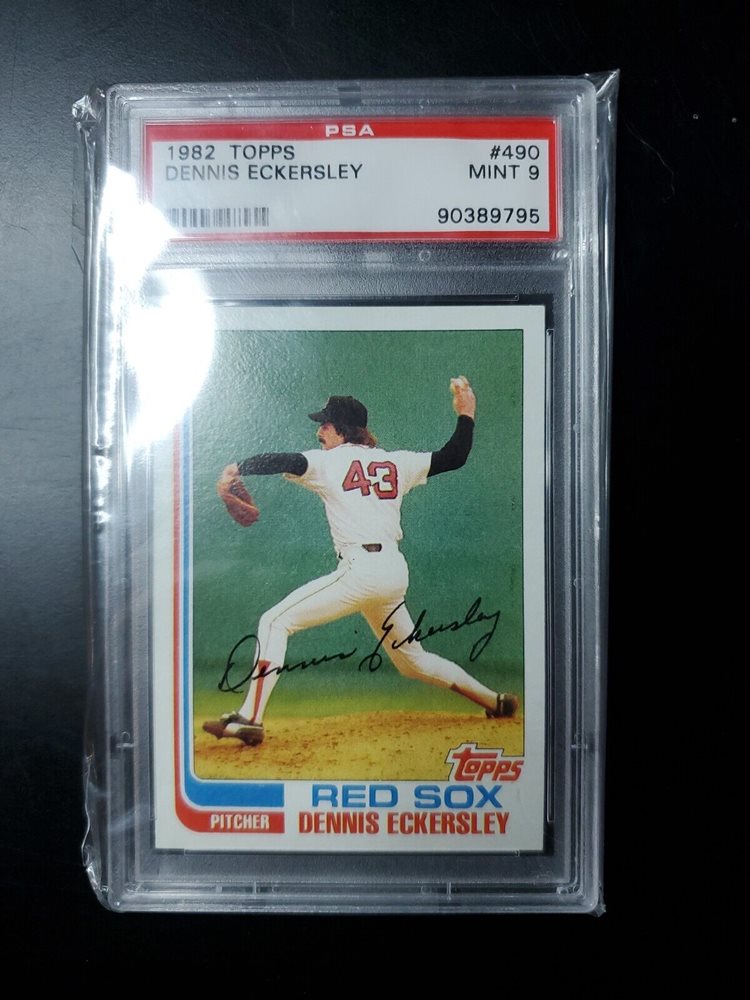 PSA
1982 TOPPS #490
DENNIS ECKERSLEY MINT 9
90389795
43
Dennis Eckersley
Topps
RED SOX
PITCHER DENNIS ECKERSLEY